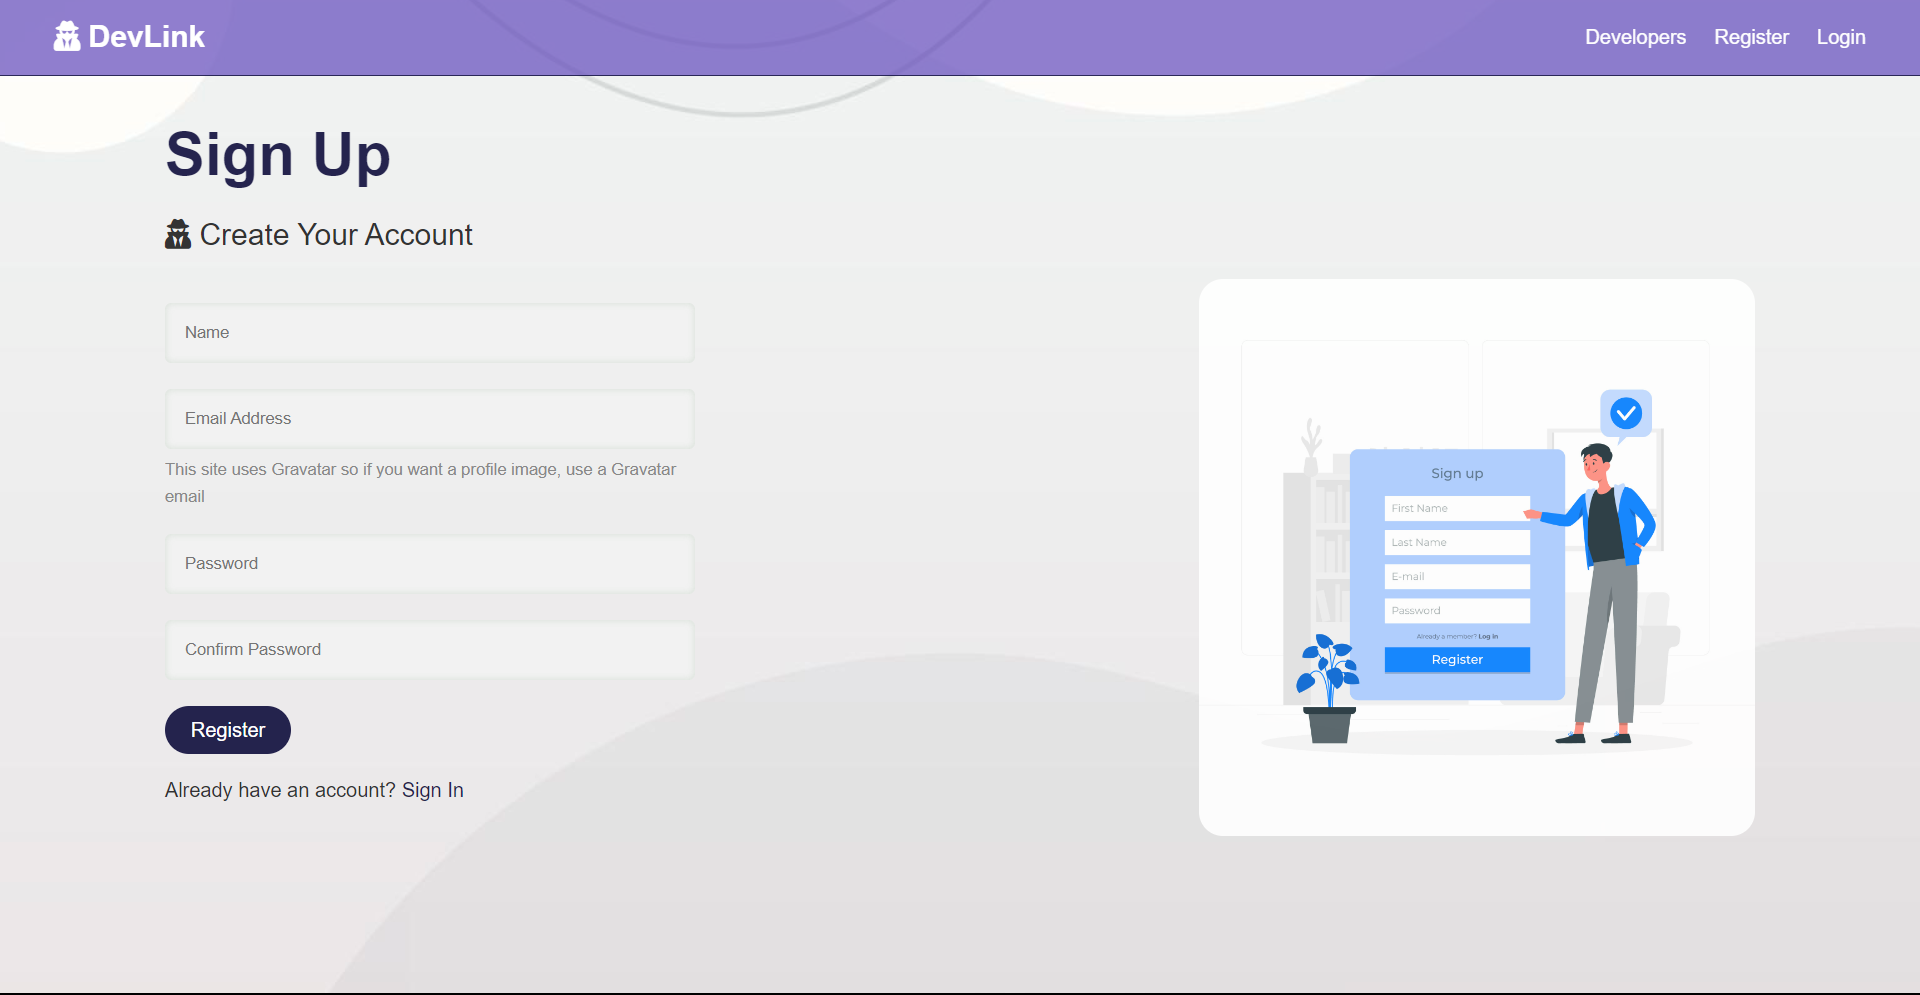 DevLink
Developers Register Login
Sign Up
Create Your Account
Name
Email Address
This site uses Gravatar so if you want a profile image, use a Gravatar
email
Password
Confirm Password
Register
Already have an account? Sign In
Sign up
First Name
Last Name
E-mail
Password
Already a member? Log in
Register